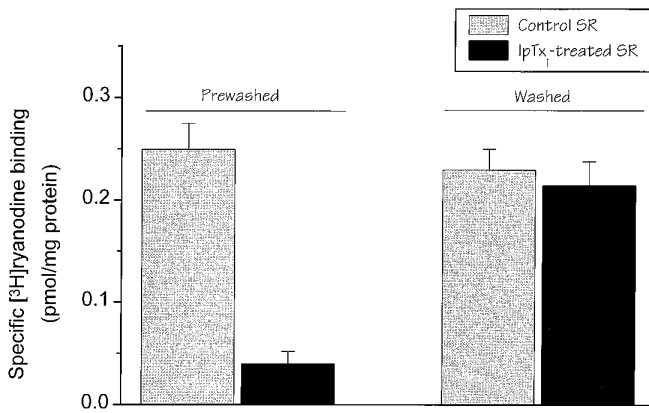 Control SR
IpTxi-treated SR
Prewashed
Washed
Specific [³H]ryanodine binding
(pmol/mg protein)
0.3
0.2
0.1
0.0